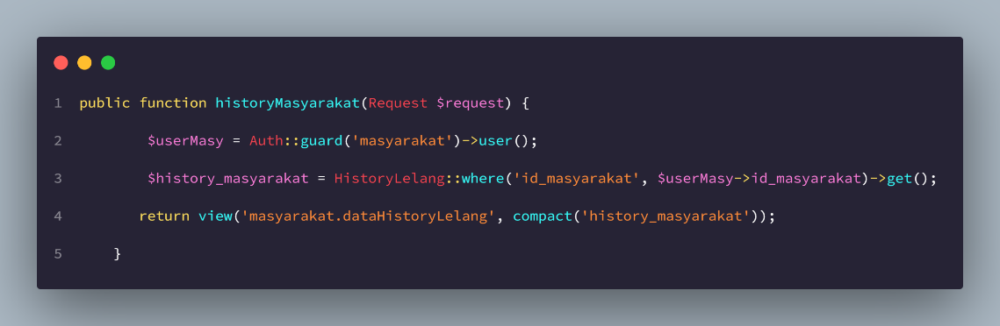 1 public function historyMasyarakat(Request $request) {
2 $userMasy = Auth::guard('masyarakat')->user();
3 $history_masyarakat = HistoryLelang::where('id_masyarakat', $userMasy->id_masyarakat)->get();
4 return view('masyarakat.dataHistoryLelang', compact('history_masyarakat'));
5 }